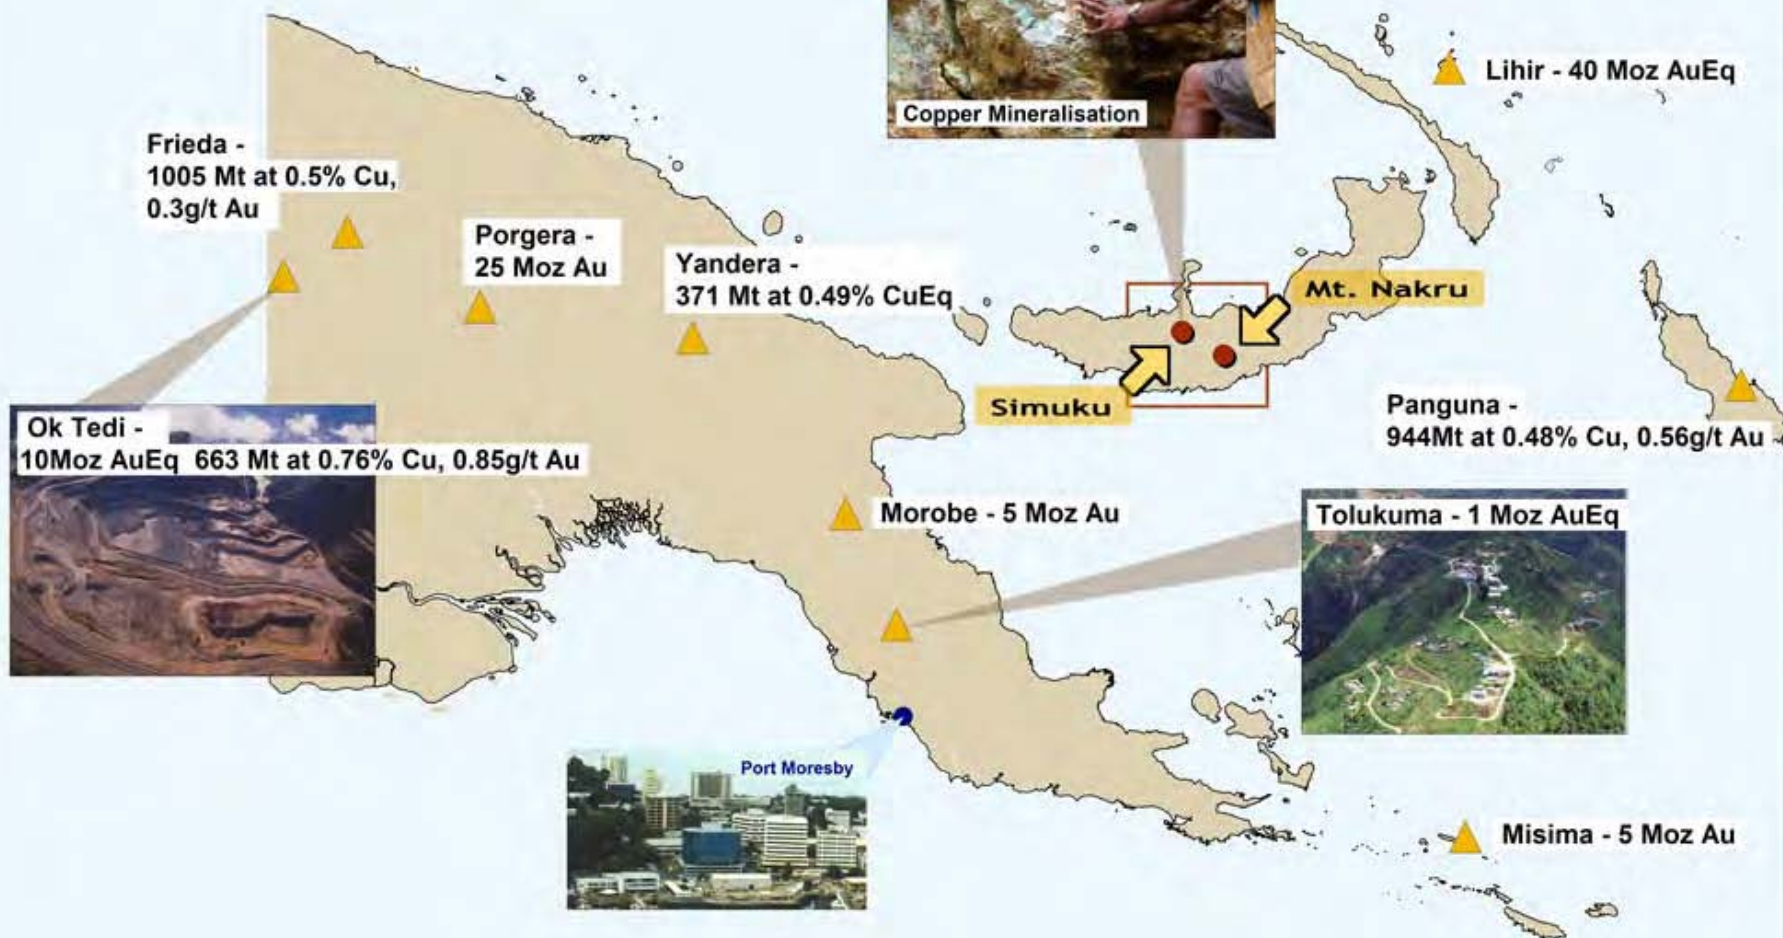 Copper Mineralisation
Lihir - 40 Moz AuEq
Frieda -
1005 Mt at 0.5% Cu,
0.3g/t Au
Porgera -
25 Moz Au
Yandera -
371 Mt at 0.49% CuEq
Mt. Nakru
Simuku
Panguna -
944Mt at 0.48% Cu, 0.56g/t Au
Ok Tedi -
10Moz AuEq 663 Mt at 0.76% Cu, 0.85g/t Au
Morobe - 5 Moz Au
Tolukuma - 1 Moz AuEq
Port Moresby
Misima - 5 Moz Au